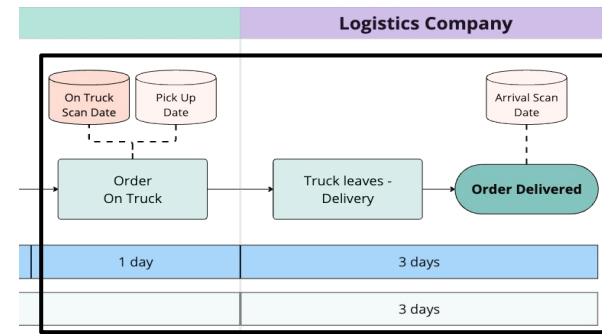 Logistics Company
On Truck
Scan Date
Pick Up
Date
Arrival Scan
Date
Order
On Truck
Truck leaves -
Delivery
Order Delivered
1 day
3 days
3 days